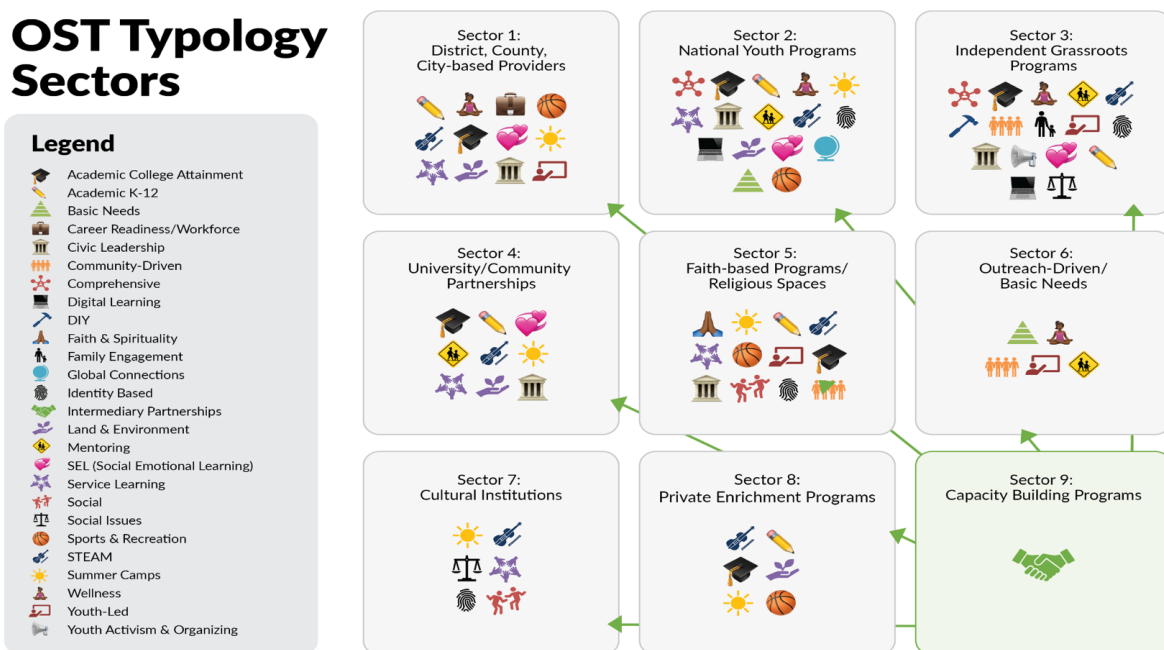 OST Typology
Sectors
Legend
Academic College Attainment
Academic K-12
Basic Needs
Career Readiness/Workforce
Civic Leadership
Community-Driven
Comprehensive
Digital Learning
DIY
Faith & Spirituality
Family Engagement
Global Connections
Identity Based
Intermediary Partnerships
Land & Environment
Mentoring
SEL (Social Emotional Learning)
Service Learning
Social
Social Issues
Sports & Recreation
STEAM
Summer Camps
Wellness
Youth-Led
Youth Activism & Organizing
Sector 1:
District, County,
City-based Providers
Sector 2:
National Youth Programs
Sector 3:
Independent Grassroots
Programs
Sector 4:
University/Community
Partnerships
Sector 5:
Faith-based Programs/
Religious Spaces
Sector 6:
Outreach-Driven/
Basic Needs
Sector 7:
Cultural Institutions
Sector 8:
Private Enrichment Programs
Sector 9:
Capacity Building Programs